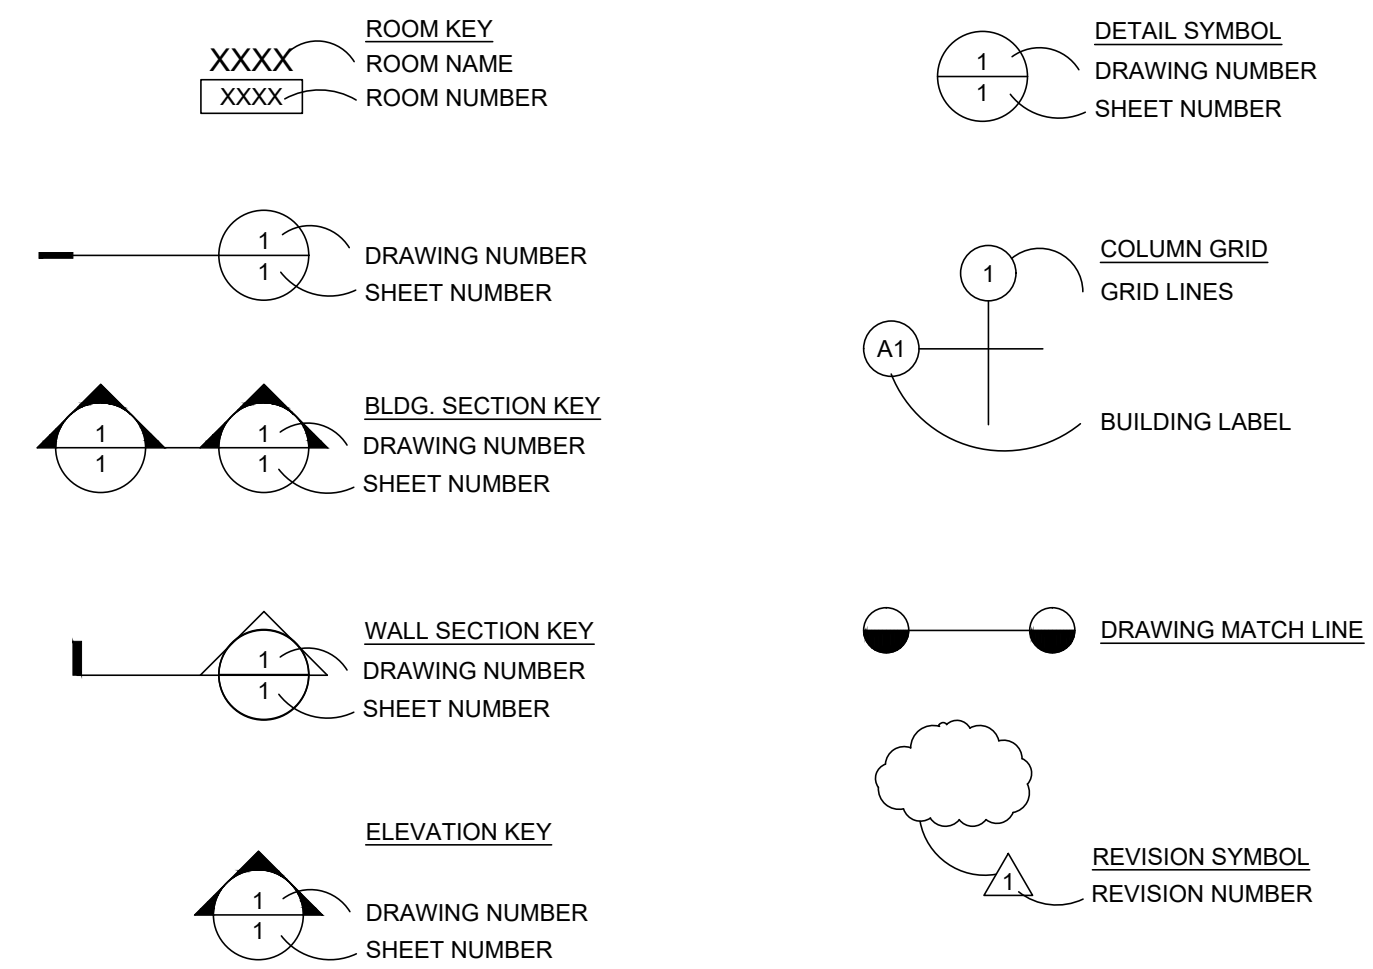 ROOM KEY
XXXX
ROOM NAME
XXXX
ROOM NUMBER
1
1
DRAWING NUMBER
SHEET NUMBER
BLDG. SECTION KEY
1
1
1
1
DRAWING NUMBER
SHEET NUMBER
WALL SECTION KEY
1
1
DRAWING NUMBER
SHEET NUMBER
ELEVATION KEY
1
1
DRAWING NUMBER
SHEET NUMBER
DETAIL SYMBOL
1
1
DRAWING NUMBER
SHEET NUMBER
COLUMN GRID
1
GRID LINES
A1
BUILDING LABEL
DRAWING MATCH LINE
REVISION SYMBOL
1
REVISION NUMBER